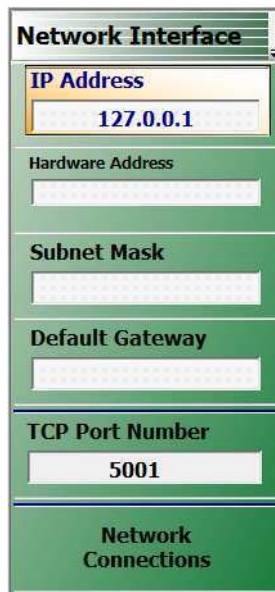 Network Interface
IP Address
127.0.0.1
Hardware Address
Subnet Mask
Default Gateway
TCP Port Number
5001
Network
Connections